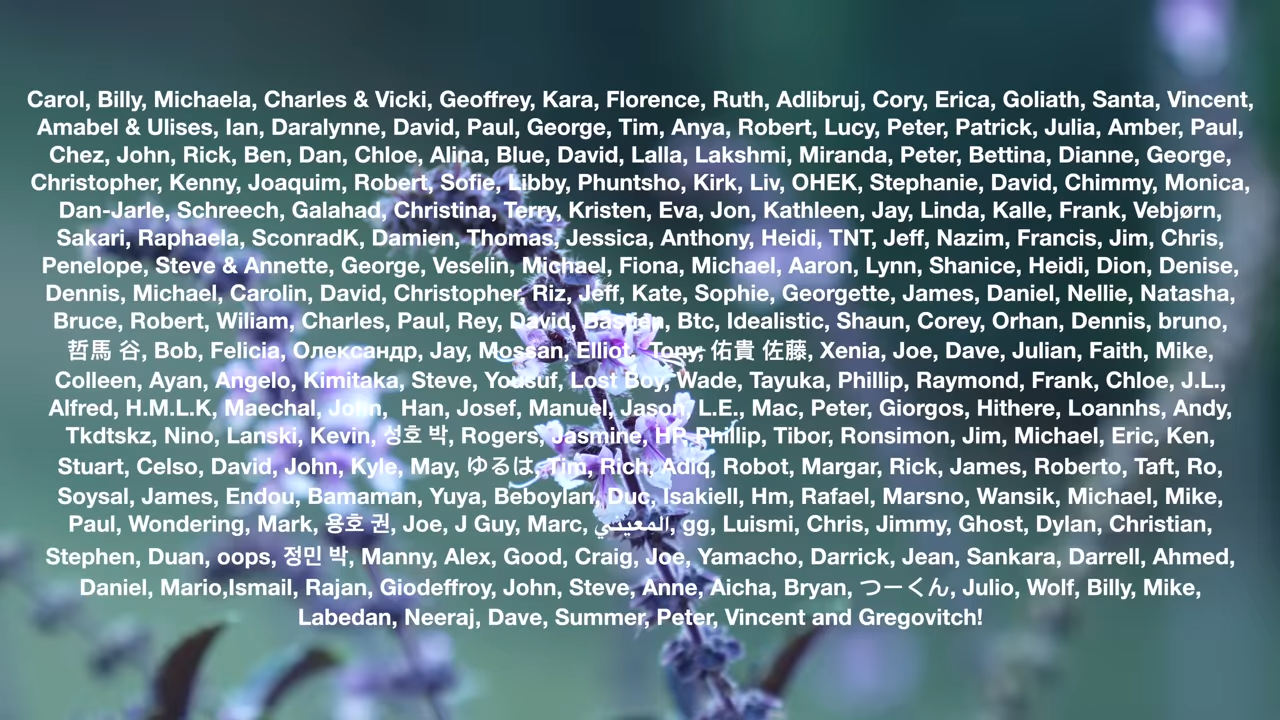 Carol, Billy, Michaela, Charles & Vicki, Geoffrey, Kara, Florence, Ruth, Adlibruj, Cory, Erica, Goliath, Santa, Vincent,
Amabel & Ulises, Ian, Daralynne, David, Paul, George, Tim, Anya, Robert, Lucy, Peter, Patrick, Julia, Amber, Paul,
Chez, John, Rick, Ben, Dan, Chloe, Alina, Blue, David, Lalla, Lakshmi, Miranda, Peter, Bettina, Dianne, George,
Christopher, Kenny, Joaquim, Robert, Sofie, Libby, Phuntsho, Kirk, Liv, OHEK, Stephanie, David, Chimmy, Monica,
Dan-Jarle, Schreech, Galahad, Christina, Terry, Kristen, Eva, Jon, Kathleen, Jay, Linda, Kalle, Frank, Vebjørn,
Sakari, Raphaela, SconradK, Damien, Thomas, Jessica, Anthony, Heidi, TNT, Jeff, Nazim, Francis, Jim, Chris,
Penelope, Steve & Annette, George, Veselin, Michael, Fiona, Michael, Aaron, Lynn, Shanice, Heidi, Dion, Denise,
Dennis, Michael, Carolin, David, Christopher, Riz, Jeff, Kate, Sophie, Georgette, James, Daniel, Nellie, Natasha,
Bruce, Robert, Wiliam, Charles, Paul, Rey, David, Bastien, Btc, Idealistic, Shaun, Corey, Orhan, Dennis, bruno,
哲馬 谷, Bob, Felicia, Олександр, Jay, Mossan, Elliot, Tony, 佑貴 佐藤, Xenia, Joe, Dave, Julian, Faith, Mike,
Colleen, Ayan, Angelo, Kimitaka, Steve, Yousuf, Lost Boy, Wade, Tayuka, Phillip, Raymond, Frank, Chloe, J.L.,
Alfred, H.M.L.K, Maechal, John, Han, Josef, Manuel, Jason, L.E., Mac, Peter, Giorgos, Hithere, Loannhs, Andy,
Tkdtskz, Nino, Lanski, Kevin, 성호 박, Rogers, Jasmine, HP, Phillip, Tibor, Ronsimon, Jim, Michael, Eric, Ken,
Stuart, Celso, David, John, Kyle, May, ゆるは, Tim, Rich, Adiq, Robot, Margar, Rick, James, Roberto, Taft, Ro,
Soysal, James, Endou, Bamaman, Yuya, Beboylan, Duc, Isakiell, Hm, Rafael, Marsno, Wansik, Michael, Mike,
Paul, Wondering, Mark, 용호 권, Joe, J Guy, Marc, المعيني, gg, Luismi, Chris, Jimmy, Ghost, Dylan, Christian,
Stephen, Duan, oops, 정민 박, Manny, Alex, Good, Craig, Joe, Yamacho, Darrick, Jean, Sankara, Darrell, Ahmed,
Daniel, Mario,Ismail, Rajan, Giodeffroy, John, Steve, Anne, Aicha, Bryan, つーくん, Julio, Wolf, Billy, Mike,
Labedan, Neeraj, Dave, Summer, Peter, Vincent and Gregovitch!